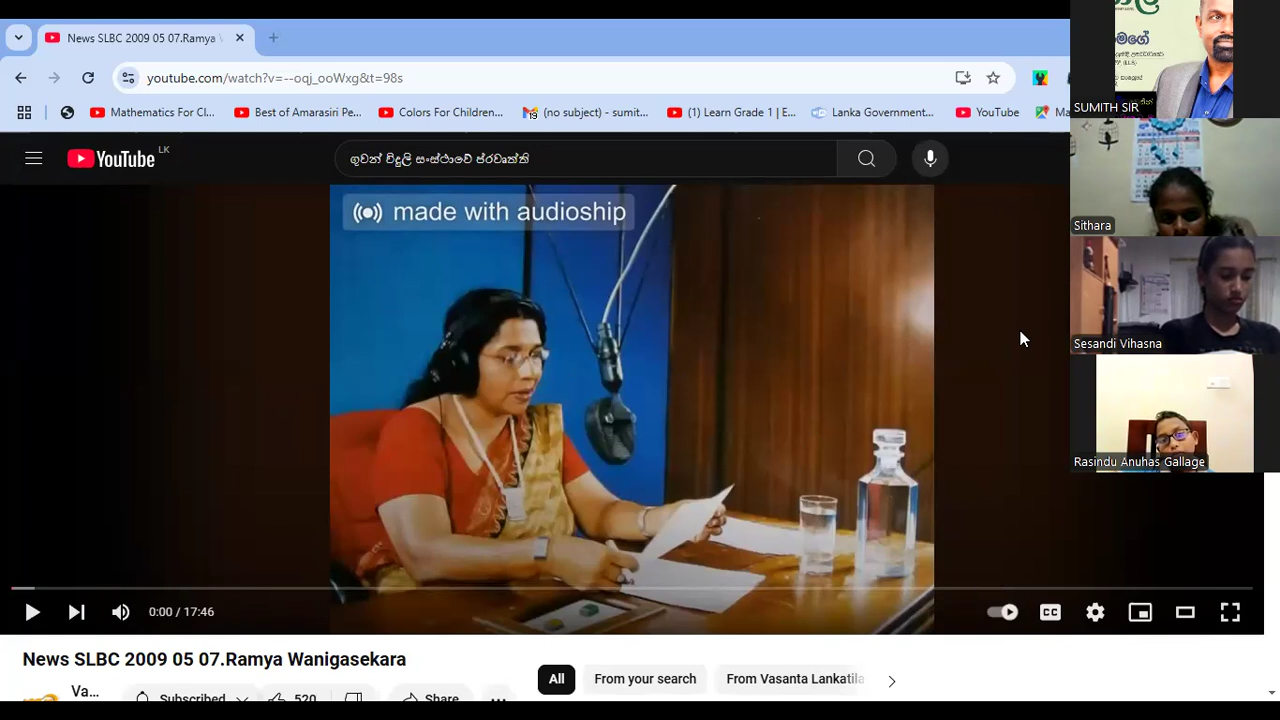 News SLBC 2009 05 07.Ramya
youtube.com/watch?v=--oqj_ooWxg&t=98s
Mathematics For Cl...
Best of Amarasiri Pe...
Colors for Children...
(no subject) - sumit...
(1) Learn Grade 1 | E...
Lanka Government...
YouTube
Ma
YouTube LK
ගුවන් විදුලි සංස්ථාවේ ප්රවෘත්ති
made with audioship
SUMITH SIR
Sithara
Sesandi Vihasna
Rasindu Anuhas Gallage
0:00 / 17:46
CC
News SLBC 2009 05 07.Ramya Wanigasekara
Va...
Subscribed
520
Share
All
From your search
From Vasanta Lankatila